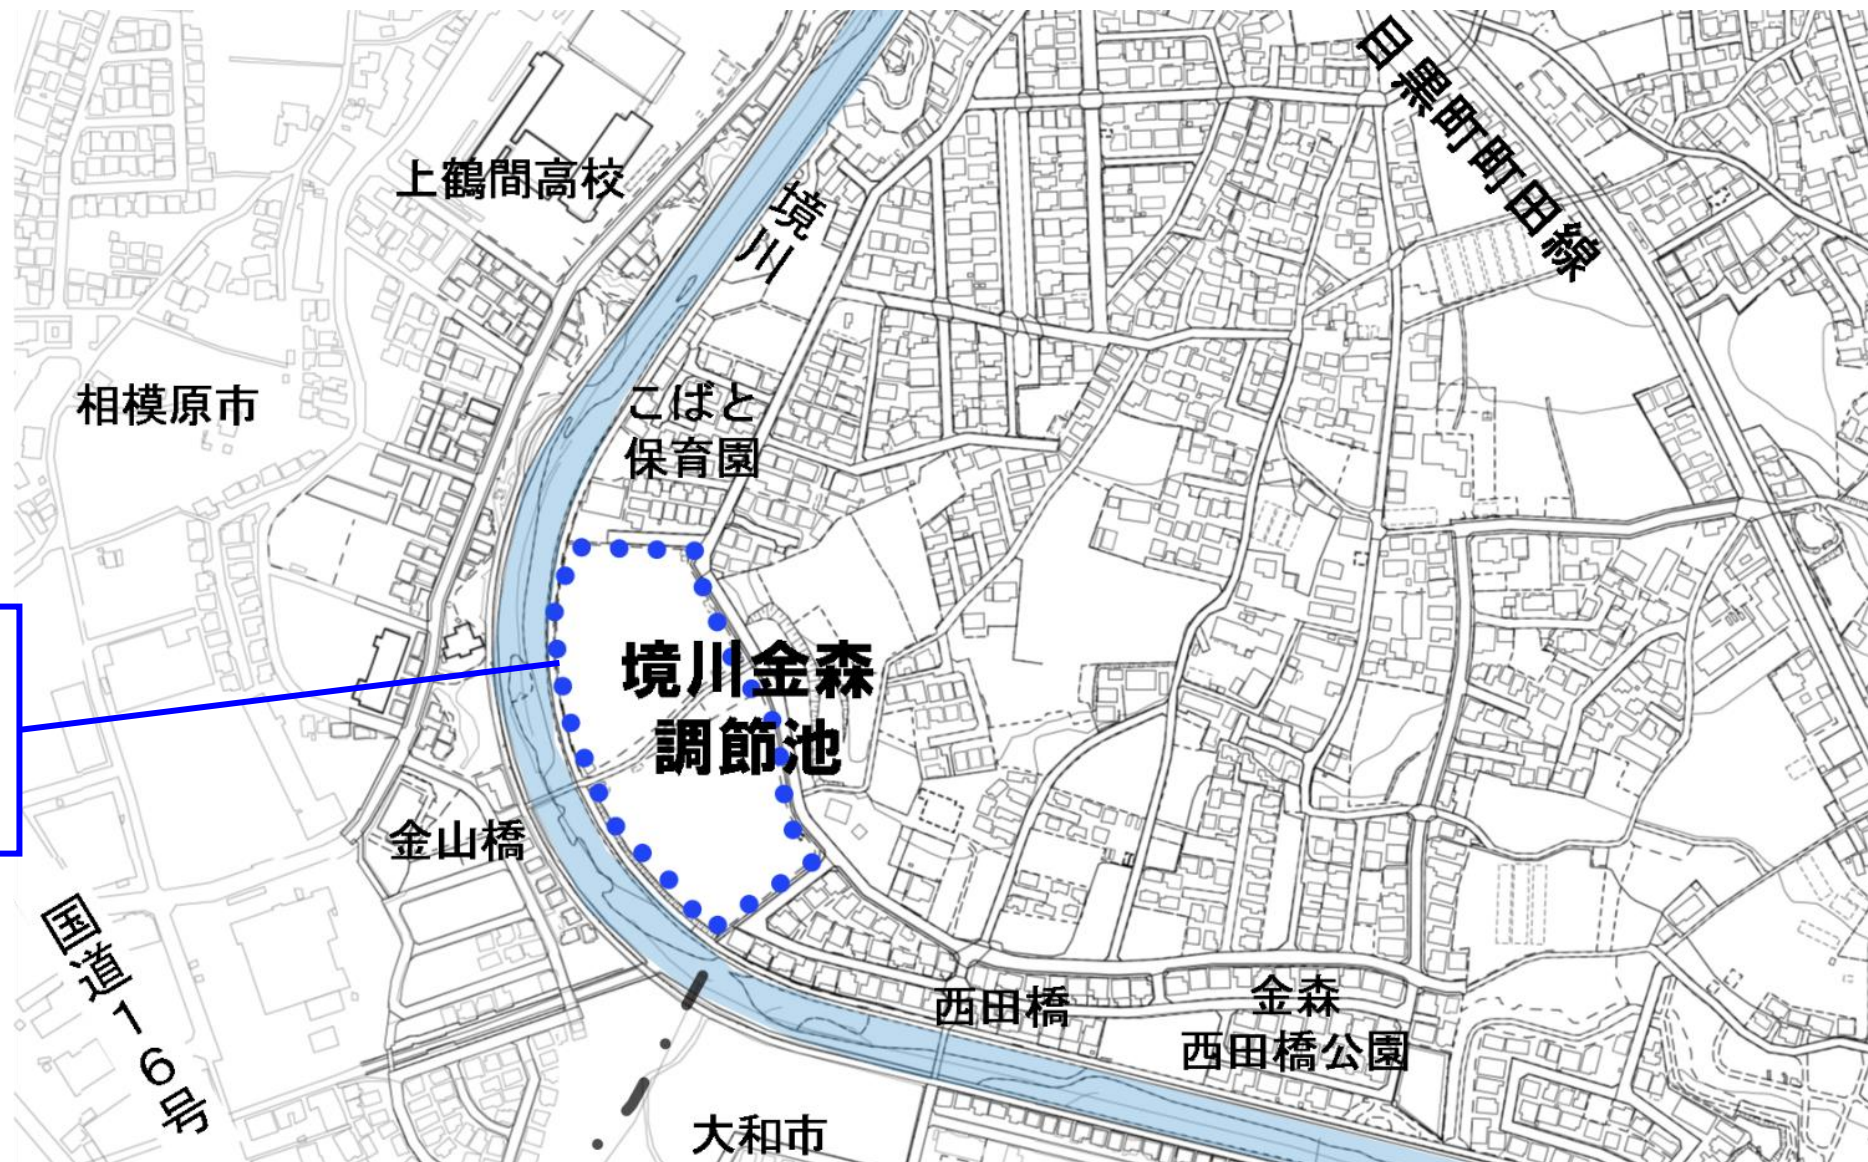 目黒町町田線
上鶴間高校
境川
相模原市
こばと
保育園
境川金森
調節池
金山橋
国道16号
西田橋
金森
西田橋公園
大和市